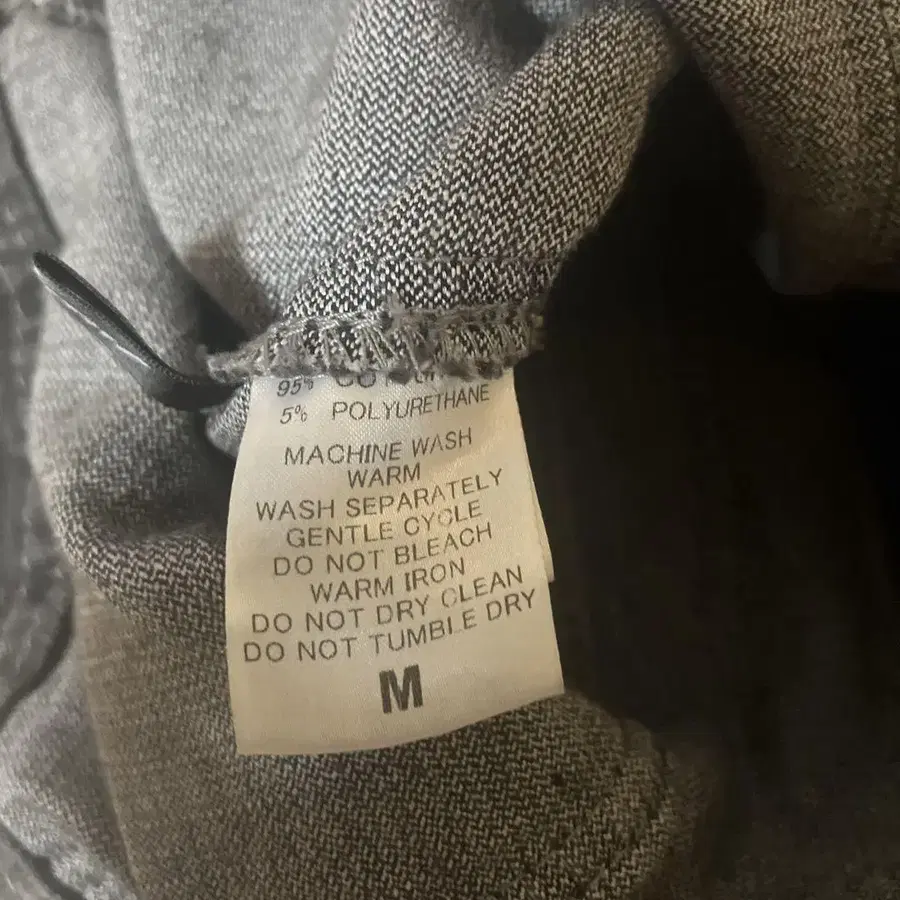 95% COTTON
5% POLYURETHANE
MACHINE WASH
WARM
WASH SEPARATELY
GENTLE CYCLE
DO NOT BLEACH
WARM IRON
DO NOT DRY CLEAN
DO NOT TUMBLE DRY
M